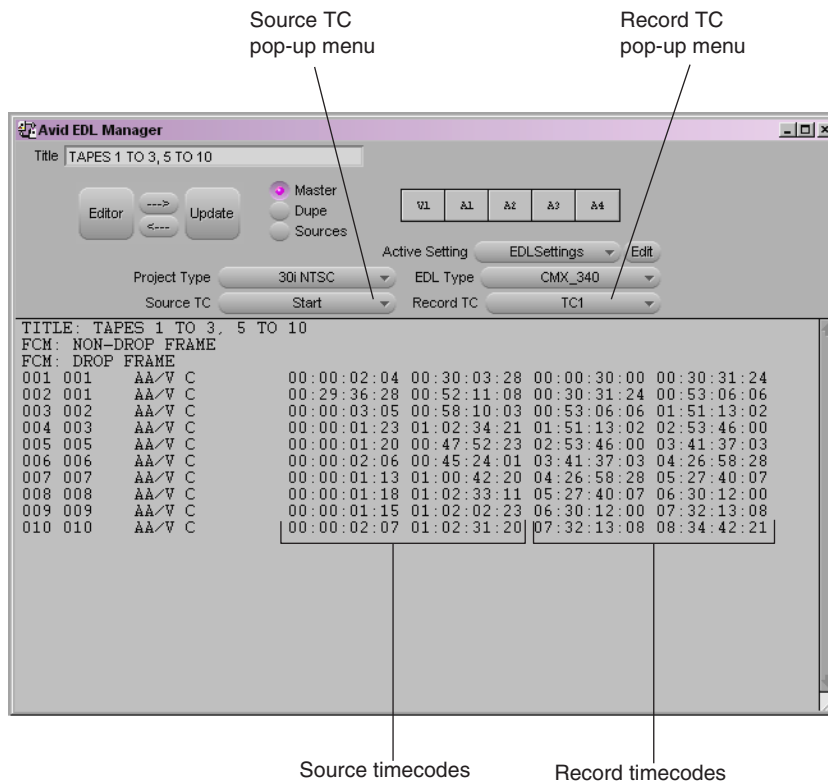 Source TC
pop-up menu
Record TC
pop-up menu
Avid EDL Manager
Title TAPES 1 TO 3, 5 TO 10
Editor ---> <--- Update
Master
Dupe
Sources
V1 A1 A2 A3 A4
Active Setting EDLSettings Edit
Project Type 30i NTSC EDL Type CMX_340
Source TC Start Record TC TC1
TITLE: TAPES 1 TO 3, 5 TO 10
FCM: NON-DROP FRAME
FCM: DROP FRAME
001 001 AA/V C 00:00:02:04 00:30:03:28 00:00:30:00 00:30:31:24
002 001 AA/V C 00:29:36:28 00:52:11:08 00:30:31:24 00:53:06:06
003 002 AA/V C 00:00:03:05 00:58:10:03 00:53:06:06 01:51:13:02
004 003 AA/V C 00:00:01:23 01:02:34:21 01:51:13:02 02:53:46:00
005 005 AA/V C 00:00:01:20 00:47:52:23 02:53:46:00 03:41:37:03
006 006 AA/V C 00:00:02:06 00:45:24:01 03:41:37:03 04:26:58:28
007 007 AA/V C 00:00:01:13 01:00:42:20 04:26:58:28 05:27:40:07
008 008 AA/V C 00:00:01:18 01:02:33:11 05:27:40:07 06:30:12:00
009 009 AA/V C 00:00:01:15 01:02:02:23 06:30:12:00 07:32:13:08
010 010 AA/V C 00:00:02:07 01:02:31:20 07:32:13:08 08:34:42:21
Source timecodes
Record timecodes